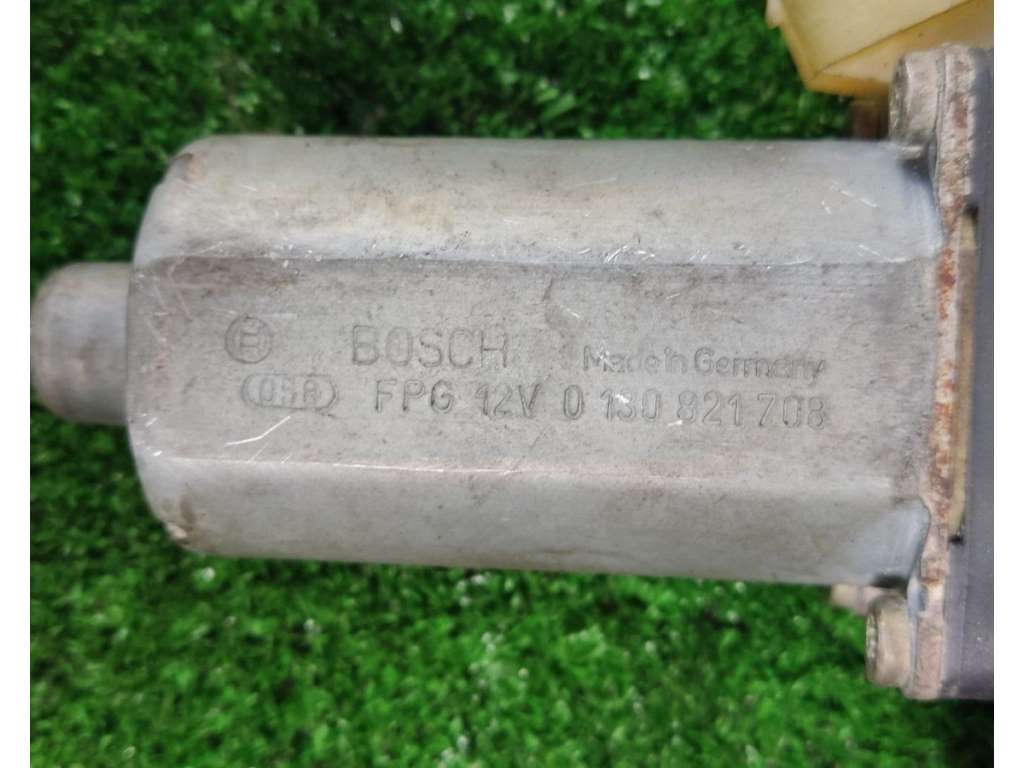 BOSCH Made in Germany
FPG 12V 0 130 821 708